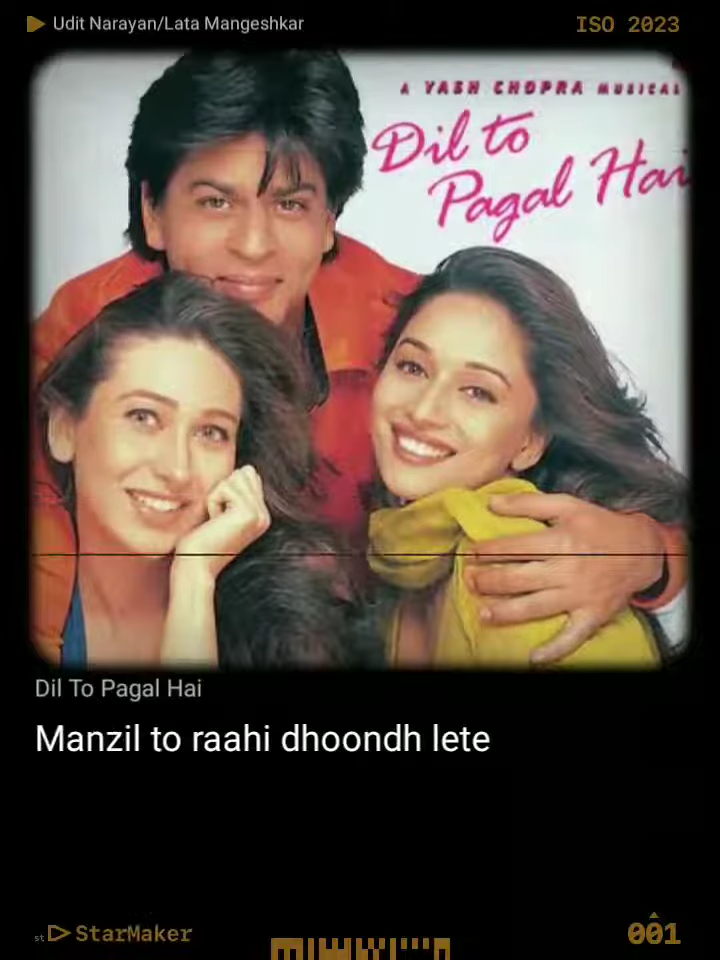 Udit Narayan/Lata Mangeshkar
ISO 2023
A YASH CHOPRA MUSICAL
Dil to
Pagal Hai
Dil To Pagal Hai
Manzil to raahi dhoondh lete
st StarMaker
001